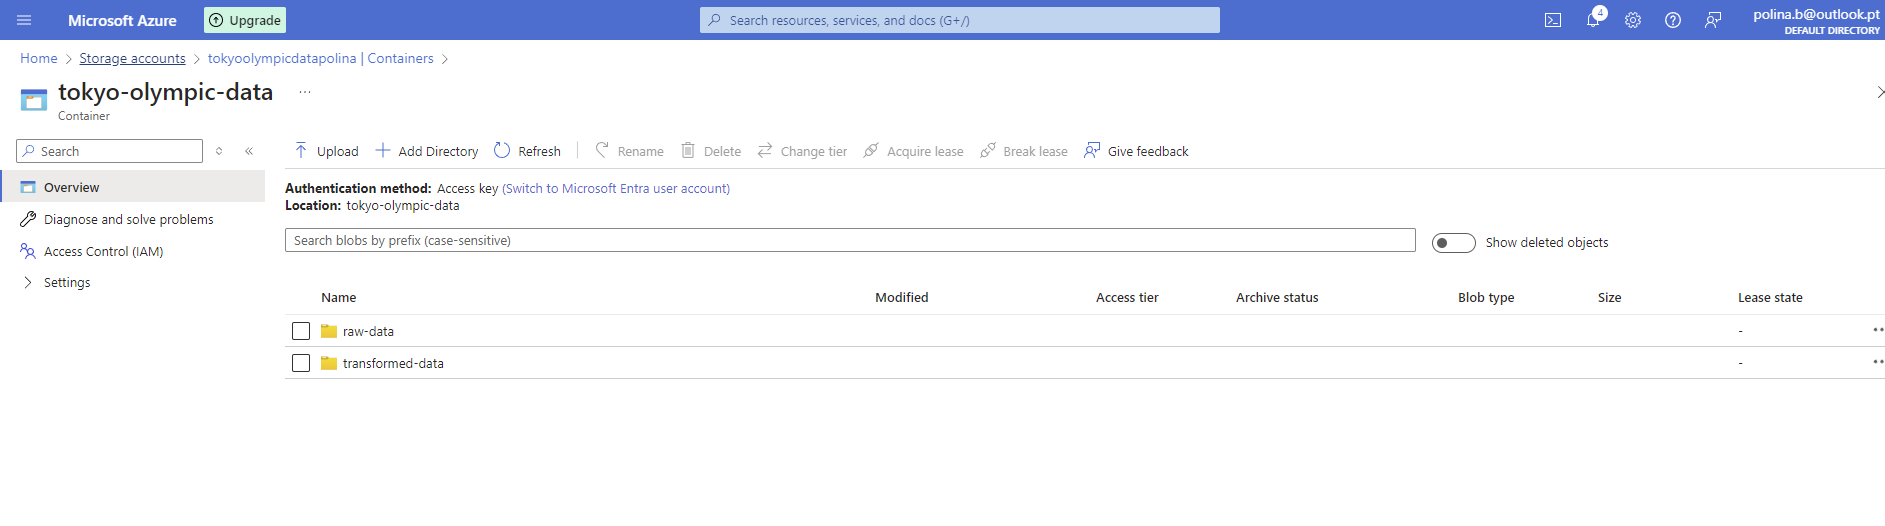 Microsoft Azure
Upgrade
Search resources, services, and docs (G+/)
4
polina.b@outlook.pt
DEFAULT DIRECTORY
Home > Storage accounts > tokyoolympicdatapolina | Containers >
tokyo-olympic-data ...
Container
Search
Upload
Add Directory
Refresh
Rename
Delete
Change tier
Acquire lease
Break lease
Give feedback
Overview
Diagnose and solve problems
Access Control (IAM)
Settings
Authentication method: Access key (Switch to Microsoft Entra user account)
Location: tokyo-olympic-data
Search blobs by prefix (case-sensitive)
Show deleted objects
Name Modified Access tier Archive status Blob type Size Lease state
raw-data -
transformed-data -